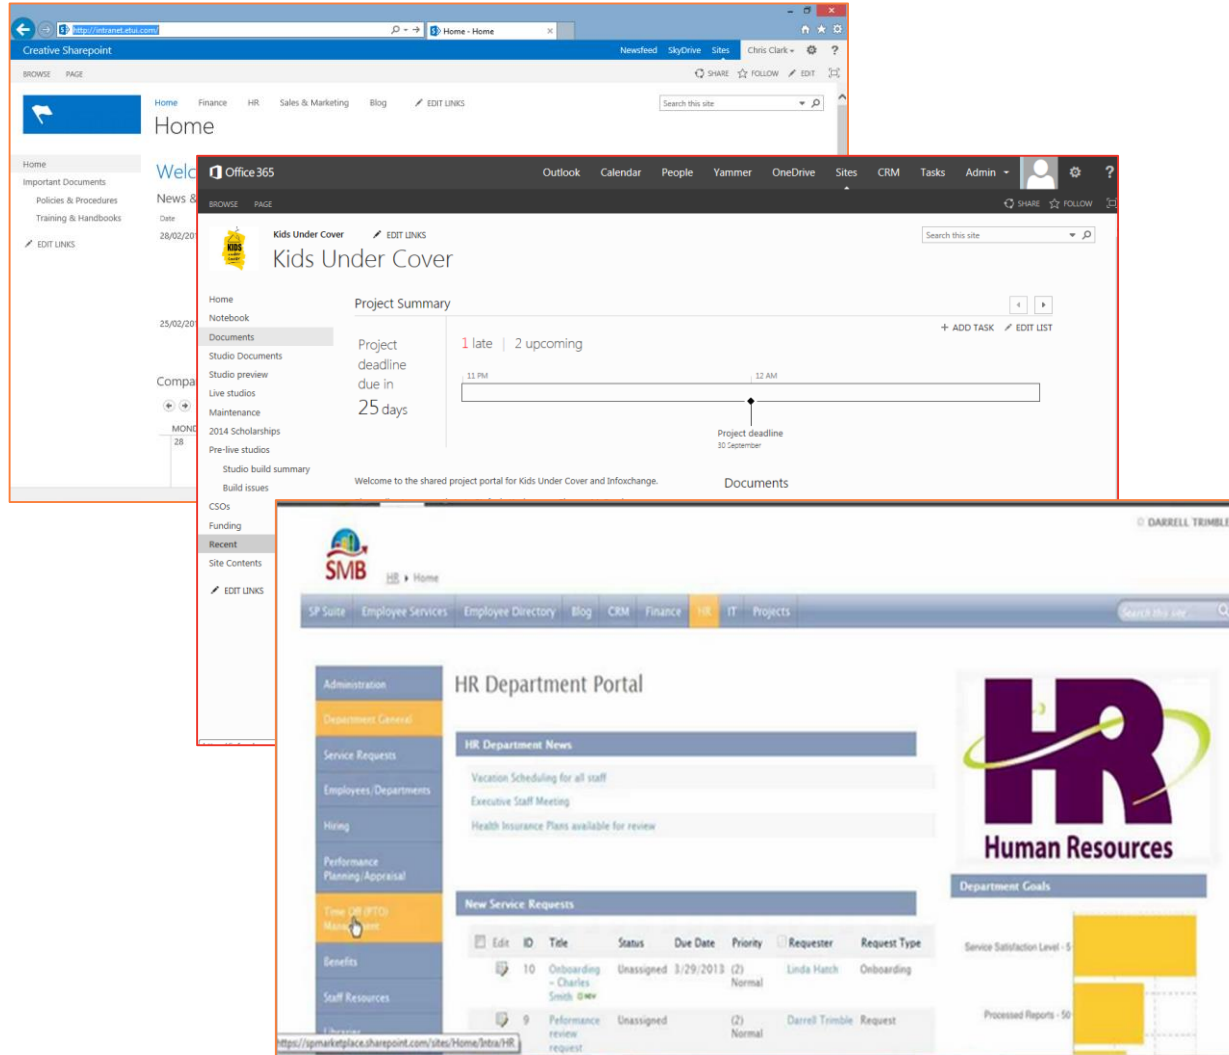 http://intranet.etui.com/
Home - Home
Creative Sharepoint
Newsfeed SkyDrive Sites Chris Clark ?
BROWSE PAGE
SHARE FOLLOW EDIT
Home Finance HR Sales & Marketing Blog EDIT LINKS
Search this site
Home
Home
Important Documents
Policies & Procedures
Training & Handbooks
EDIT LINKS
Welc
News &
Date
28/02/20
25/02/20
Compa
MOND
28
Office 365
Outlook Calendar People Yammer OneDrive Sites CRM Tasks Admin ?
BROWSE PAGE
SHARE FOLLOW
KIDS
Kids Under Cover EDIT LINKS
Search this site
Kids Under Cover
Home
Notebook
Documents
Studio Documents
Studio preview
Live studios
Maintenance
2014 Scholarships
Pre-live studios
Studio build summary
Build issues
CSOs
Funding
Recent
Site Contents
EDIT LINKS
Project Summary
+ ADD TASK EDIT LIST
Project
deadline
due in
25 days
1 late | 2 upcoming
11 PM 12 AM
Project deadline
30 September
Welcome to the shared project portal for Kids Under Cover and Infoxchange.
Documents
DARRELL TRIMBLE
SMB
HR Home
SP Suite Employee Services Employee Directory Blog CRM Finance HR IT Projects
Search this site...
Administration
Department General
Service Requests
Employees/Departments
Hiring
Performance
Planning/Appraisal
Time Off (PTO)
Management
Benefits
Staff Resources
Libraries
HR Department Portal
HR Department News
Vacation Scheduling for all staff
Executive Staff Meeting
Health Insurance Plans available for review
New Service Requests
Edit ID Title Status Due Date Priority Requester Request Type
10 Onboarding Unassigned 3/29/2013 (2) Linda Hatch Onboarding
- Charles Normal
Smith NEW
9 Peformance Unassigned (2) Darrell Trimble Request
review Normal
request
HR
Human Resources
Department Goals
Service Satisfaction Level - 5
Processed Reports - 50
https://spmarketplace.sharepoint.com/sites/Home/Intra/HR